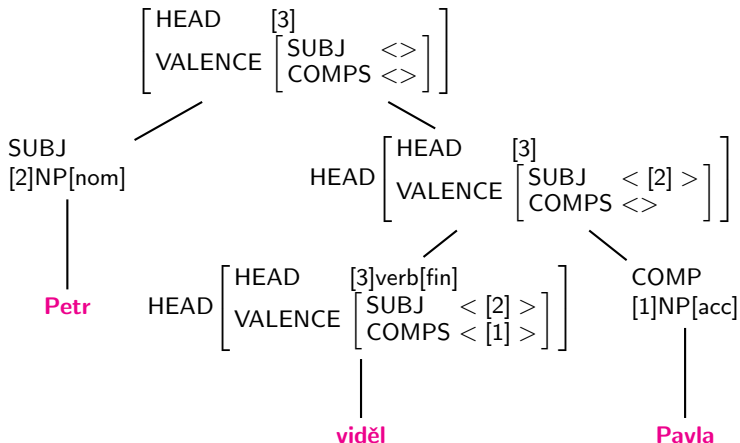 HEAD [3]
VALENCE [SUBJ <>
COMPS <>]
SUBJ
[2]NP[nom]
HEAD [HEAD [3]
VALENCE [SUBJ < [2] >
COMPS <>]]
Petr
HEAD [HEAD [3]verb[fin]
VALENCE [SUBJ < [2] >
COMPS < [1] >]]
COMP
[1]NP[acc]
viděl
Pavla